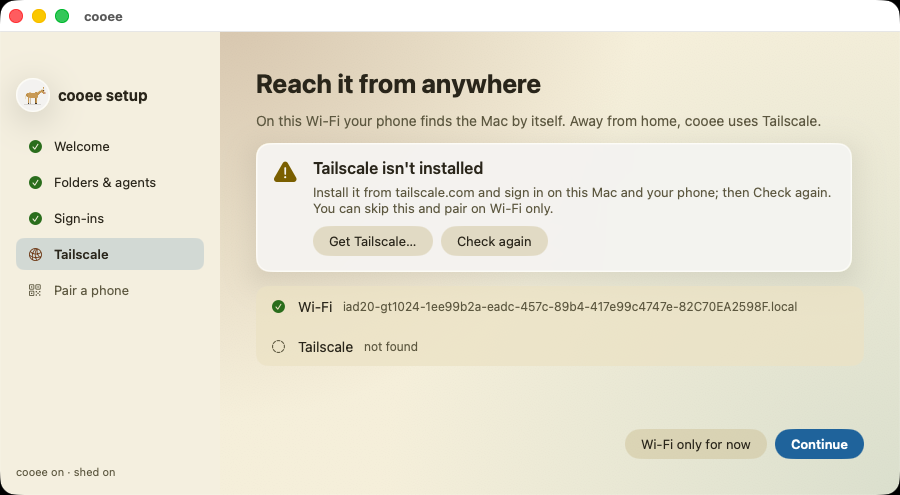 cooee
cooee setup
Welcome
Folders & agents
Sign-ins
Tailscale
Pair a phone
cooee on · shed on
Reach it from anywhere
On this Wi-Fi your phone finds the Mac by itself. Away from home, cooee uses Tailscale.
Tailscale isn't installed
Install it from tailscale.com and sign in on this Mac and your phone; then Check again.
You can skip this and pair on Wi-Fi only.
Get Tailscale... Check again
Wi-Fi iad20-gt1024-1ee99b2a-eadc-457c-89b4-417e99c4747e-82C70EA2598F.local
Tailscale not found
Wi-Fi only for now Continue